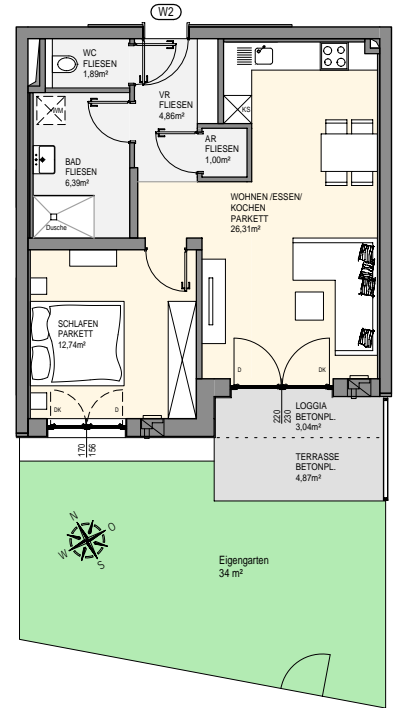 W2
WC
FLIESEN
1,89m²
VR
FLIESEN
4,86m²
KS
WM
AR
FLIESEN
1,00m²
BAD
FLIESEN
6,39m²
WOHNEN /ESSEN/
KOCHEN
PARKETT
26,31m²
Dusche
SCHLAFEN
PARKETT
12,74m²
D
DK
DK
D
220
230
LOGGIA
BETONPL.
3,04m²
170
156
TERRASSE
BETONPL.
4,87m²
N
O
W
S
Eigengarten
34 m²